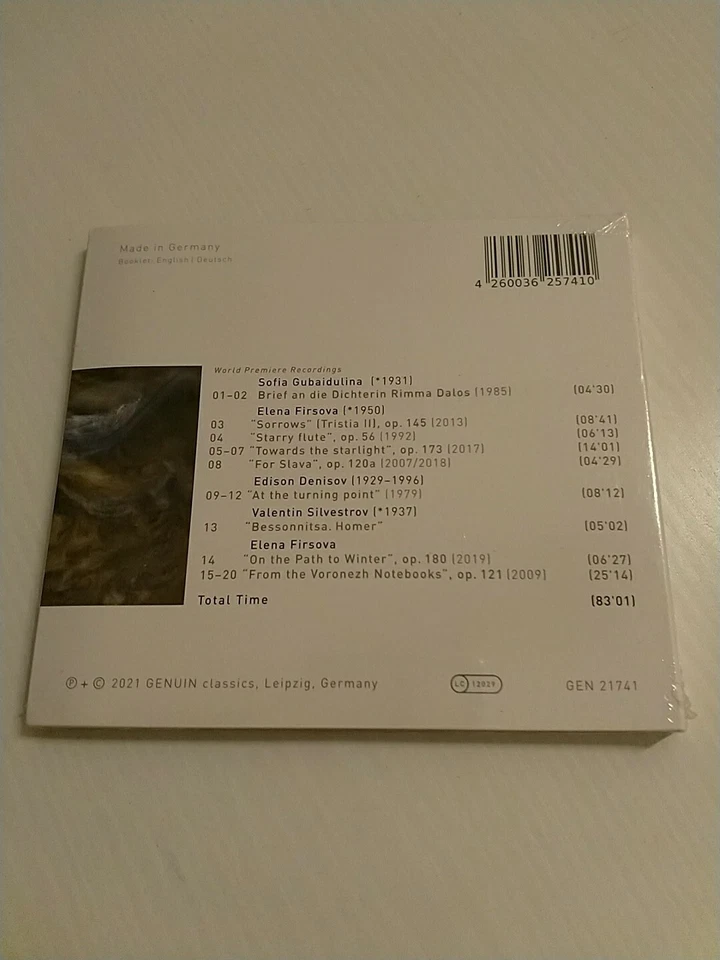 Made in Germany
Booklet: English | Deutsch
4 260036 257410
World Premiere Recordings
Sofia Gubaidulina (*1931)
01–02 Brief an die Dichterin Rimma Dalos (1985) (04'30)
Elena Firsova (*1950)
03 "Sorrows" (Tristia II), op. 145 (2013) (08'41)
04 "Starry flute", op. 56 (1992) (06'13)
05–07 "Towards the starlight", op. 173 (2017) (14'01)
08 "For Slava", op. 120a (2007/2018) (04'29)
Edison Denisov (1929–1996)
09–12 "At the turning point" (1979) (08'12)
Valentin Silvestrov (*1937)
13 "Bessonnitsa. Homer" (05'02)
Elena Firsova
14 "On the Path to Winter", op. 180 (2019) (06'27)
15–20 "From the Voronezh Notebooks", op. 121 (2009) (25'14)
Total Time (83'01)
℗ + © 2021 GENUIN classics, Leipzig, Germany LC 12029 GEN 21741